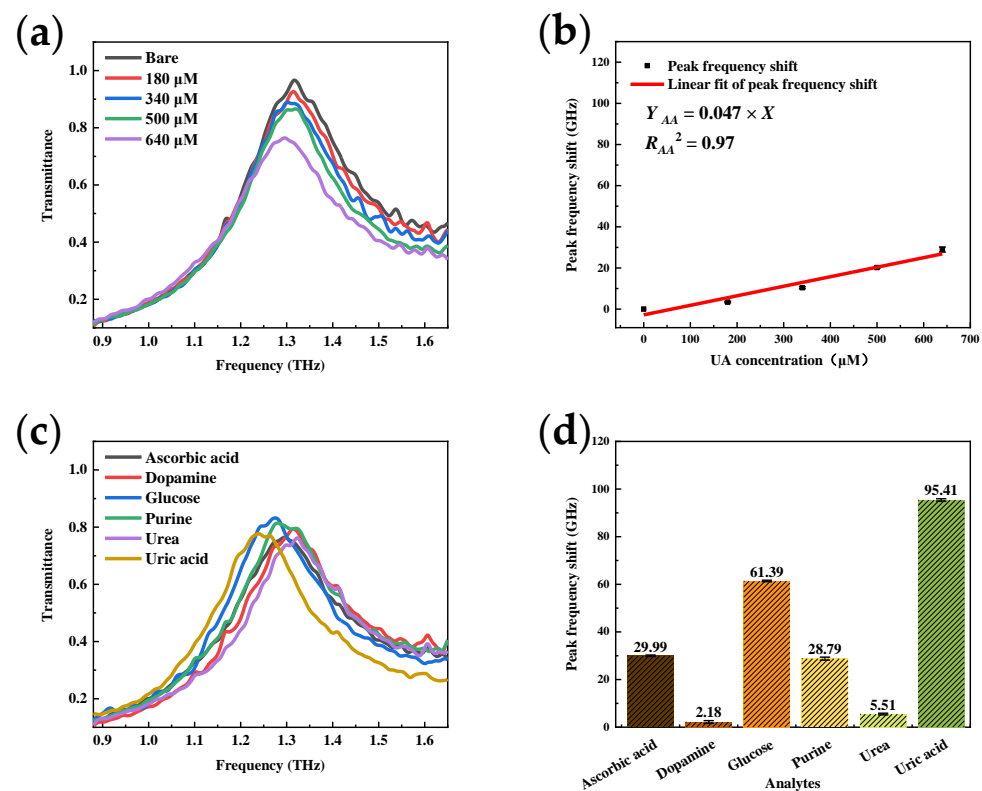 (a)
Bare
180 μM
340 μM
500 μM
640 μM
1.0
0.8
0.6
0.4
0.2
Transmittance
0.9 1.0 1.1 1.2 1.3 1.4 1.5 1.6
Frequency (THz)
(b)
Peak frequency shift
Linear fit of peak frequency shift
Y AA = 0.047 × X
R AA 2 = 0.97
120
100
80
60
40
20
0
Peak frequency shift (GHz)
0 100 200 300 400 500 600 700
UA concentration（μM）
(c)
Ascorbic acid
Dopamine
Glucose
Purine
Urea
Uric acid
1.0
0.8
0.6
0.4
0.2
Transmittance
0.9 1.0 1.1 1.2 1.3 1.4 1.5 1.6
Frequency (THz)
(d)
120
100
80
60
40
20
0
Peak frequency shift (GHz)
29.99
2.18
61.39
28.79
5.51
95.41
Ascorbic acid
Dopamine
Glucose
Purine
Urea
Uric acid
Analytes